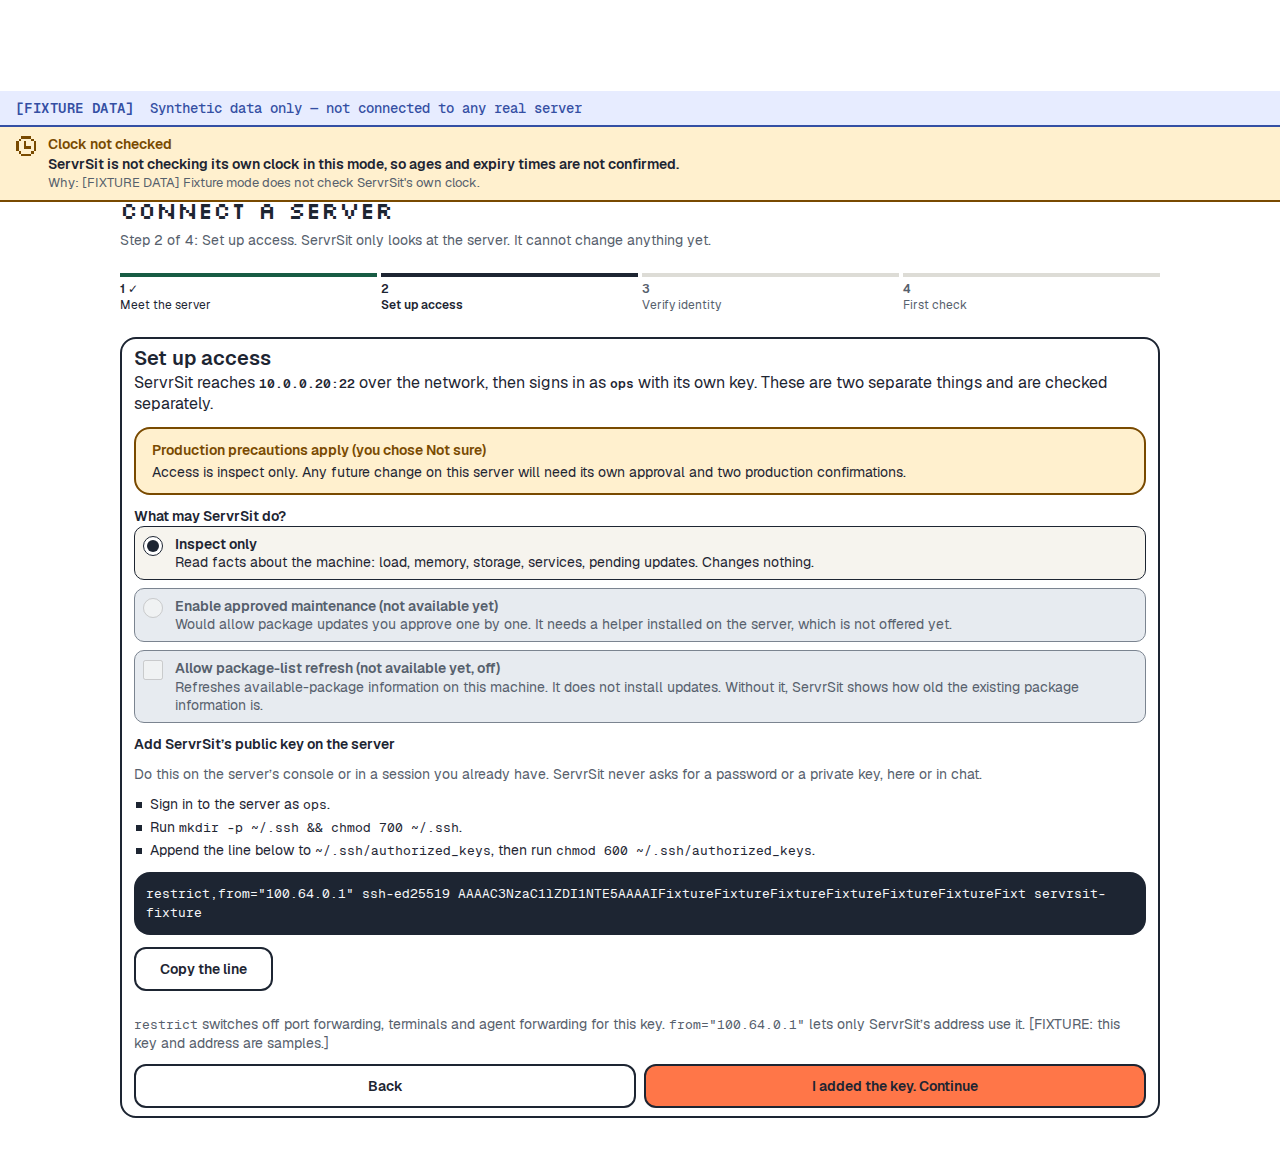 [FIXTURE DATA] Synthetic data only — not connected to any real server
Clock not checked
ServrSit is not checking its own clock in this mode, so ages and expiry times are not confirmed.
Why: [FIXTURE DATA] Fixture mode does not check ServrSit's own clock.
CONNECT A SERVER
Step 2 of 4: Set up access. ServrSit only looks at the server. It cannot change anything yet.
1 ✓
Meet the server
2
Set up access
3
Verify identity
4
First check
Set up access
ServrSit reaches 10.0.0.20:22 over the network, then signs in as ops with its own key. These are two separate things and are checked
separately.
Production precautions apply (you chose Not sure)
Access is inspect only. Any future change on this server will need its own approval and two production confirmations.
What may ServrSit do?
Inspect only
Read facts about the machine: load, memory, storage, services, pending updates. Changes nothing.
Enable approved maintenance (not available yet)
Would allow package updates you approve one by one. It needs a helper installed on the server, which is not offered yet.
Allow package-list refresh (not available yet, off)
Refreshes available-package information on this machine. It does not install updates. Without it, ServrSit shows how old the existing package
information is.
Add ServrSit's public key on the server
Do this on the server's console or in a session you already have. ServrSit never asks for a password or a private key, here or in chat.
Sign in to the server as ops.
Run mkdir -p ~/.ssh && chmod 700 ~/.ssh.
Append the line below to ~/.ssh/authorized_keys, then run chmod 600 ~/.ssh/authorized_keys.
restrict,from="100.64.0.1" ssh-ed25519 AAAAC3NzaC1lZDI1NTE5AAAAIFixtureFixtureFixtureFixtureFixtureFixtureFixt servrsit-
fixture
Copy the line
restrict switches off port forwarding, terminals and agent forwarding for this key. from="100.64.0.1" lets only ServrSit's address use it. [FIXTURE: this
key and address are samples.]
Back
I added the key. Continue